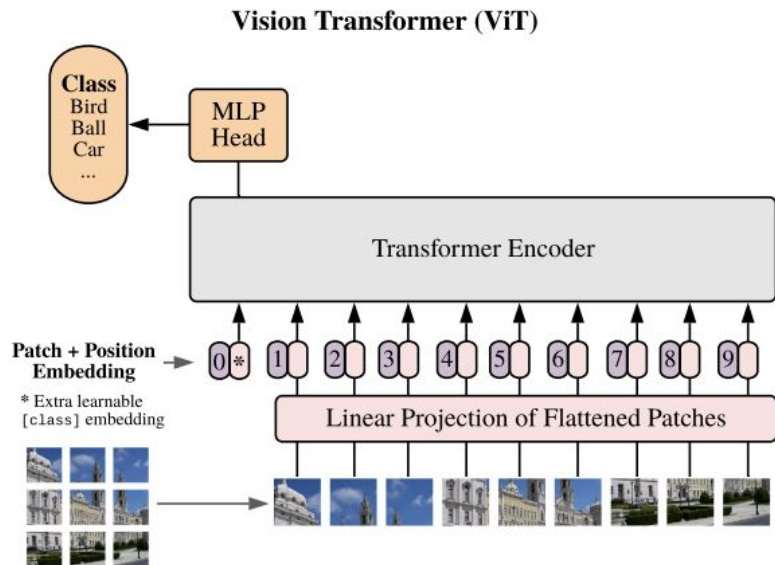 Vision Transformer (ViT)
Class
Bird
Ball
Car
...
MLP
Head
Transformer Encoder
Patch + Position
Embedding
0 * 1 2 3 4 5 6 7 8 9
* Extra learnable
[class] embedding
Linear Projection of Flattened Patches